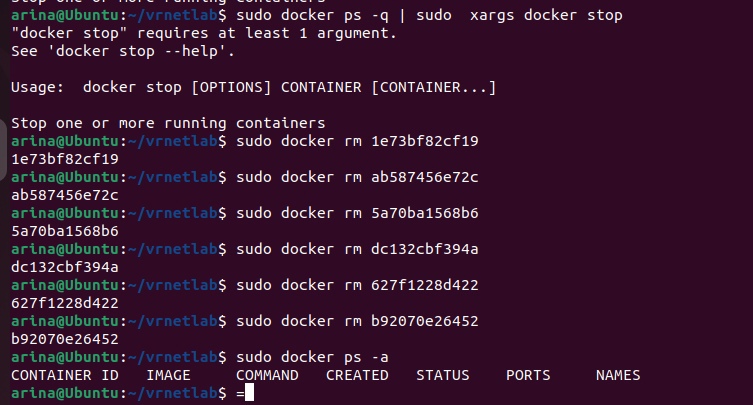 Stop one or more running containers
arina@Ubuntu:~/vrnetlab$ sudo docker ps -q | sudo  xargs docker stop
"docker stop" requires at least 1 argument.
See 'docker stop --help'.
Usage:  docker stop [OPTIONS] CONTAINER [CONTAINER...]
Stop one or more running containers
arina@Ubuntu:~/vrnetlab$ sudo docker rm 1e73bf82cf19
1e73bf82cf19
arina@Ubuntu:~/vrnetlab$ sudo docker rm ab587456e72c
ab587456e72c
arina@Ubuntu:~/vrnetlab$ sudo docker rm 5a70ba1568b6
5a70ba1568b6
arina@Ubuntu:~/vrnetlab$ sudo docker rm dc132cbf394a
dc132cbf394a
arina@Ubuntu:~/vrnetlab$ sudo docker rm 627f1228d422
627f1228d422
arina@Ubuntu:~/vrnetlab$ sudo docker rm b92070e26452
b92070e26452
arina@Ubuntu:~/vrnetlab$ sudo docker ps -a
CONTAINER ID   IMAGE     COMMAND   CREATED   STATUS    PORTS     NAMES
arina@Ubuntu:~/vrnetlab$ =